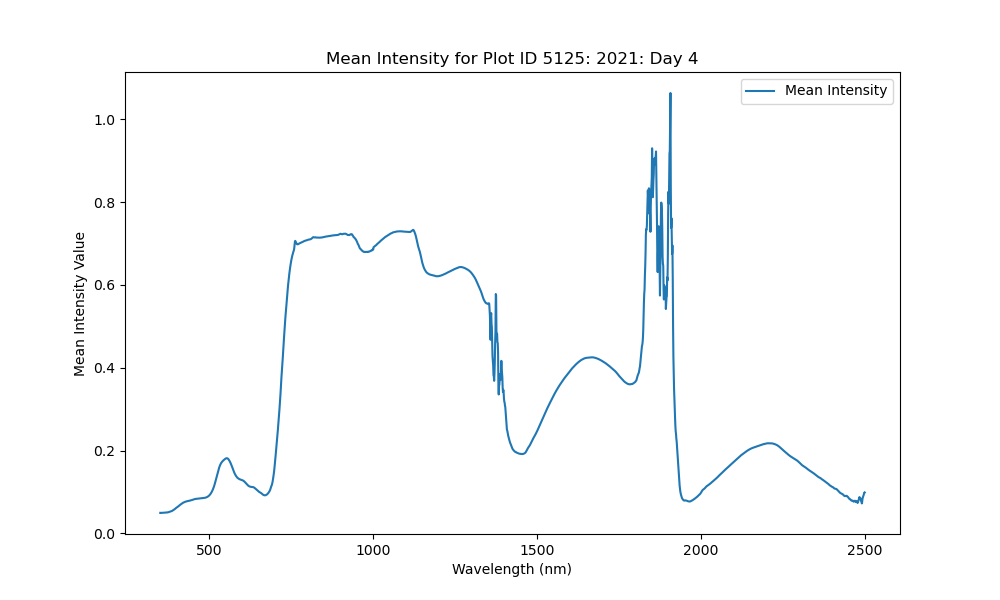 Mean Intensity for Plot ID 5125: 2021: Day 4
Mean Intensity
Mean Intensity Value
1.0
0.8
0.6
0.4
0.2
0.0
500 1000 1500 2000 2500
Wavelength (nm)